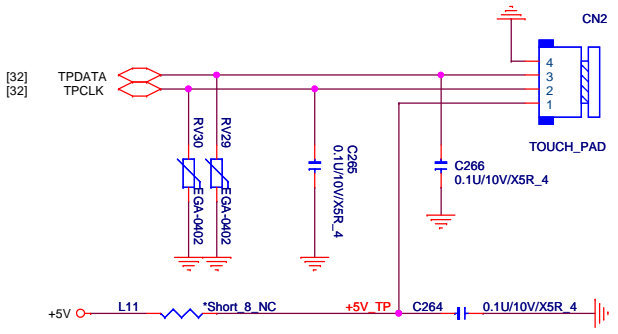 CN2
[32] TPDATA
[32] TPCLK
4
3
2
1
TOUCH_PAD
RV30
EGA-0402
RV29
EGA-0402
C265
0.1U/10V/X5R_4
C266
0.1U/10V/X5R_4
+5V
L11
*Short_8_NC
+5V_TP
C264
0.1U/10V/X5R_4